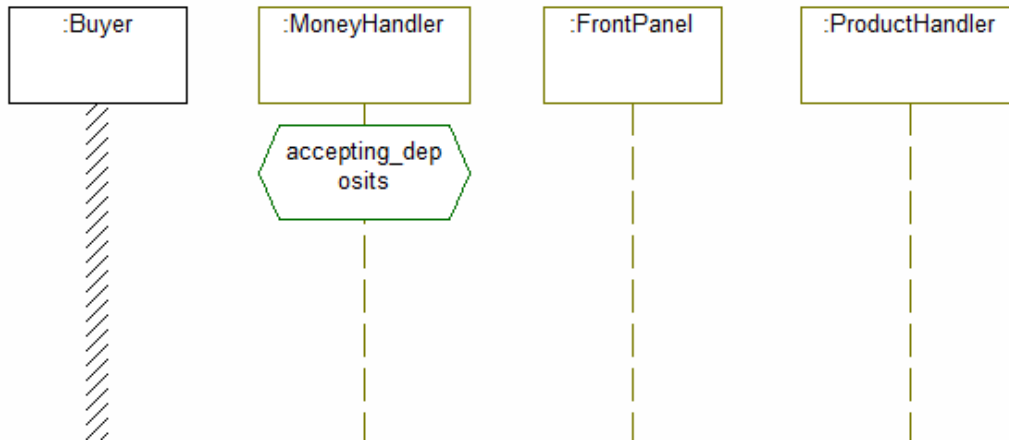 :Buyer
:MoneyHandler
:FrontPanel
:ProductHandler
accepting_dep
osits